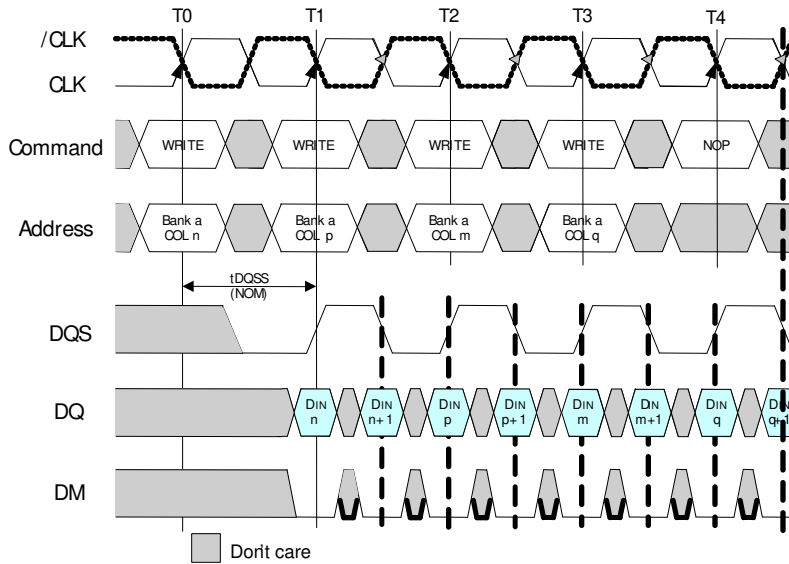 T0 T1 T2 T3 T4
/CLK
CLK
Command WRITE WRITE WRITE WRITE NOP
Address Bank a Bank a Bank a Bank a
COL n COL p COL m COL q
tDQSS
(NOM)
DQS
DQ DIN DIN DIN DIN DIN DIN DIN DIN
n n+1 p p+1 m m+1 q q+1
DM
Don't care